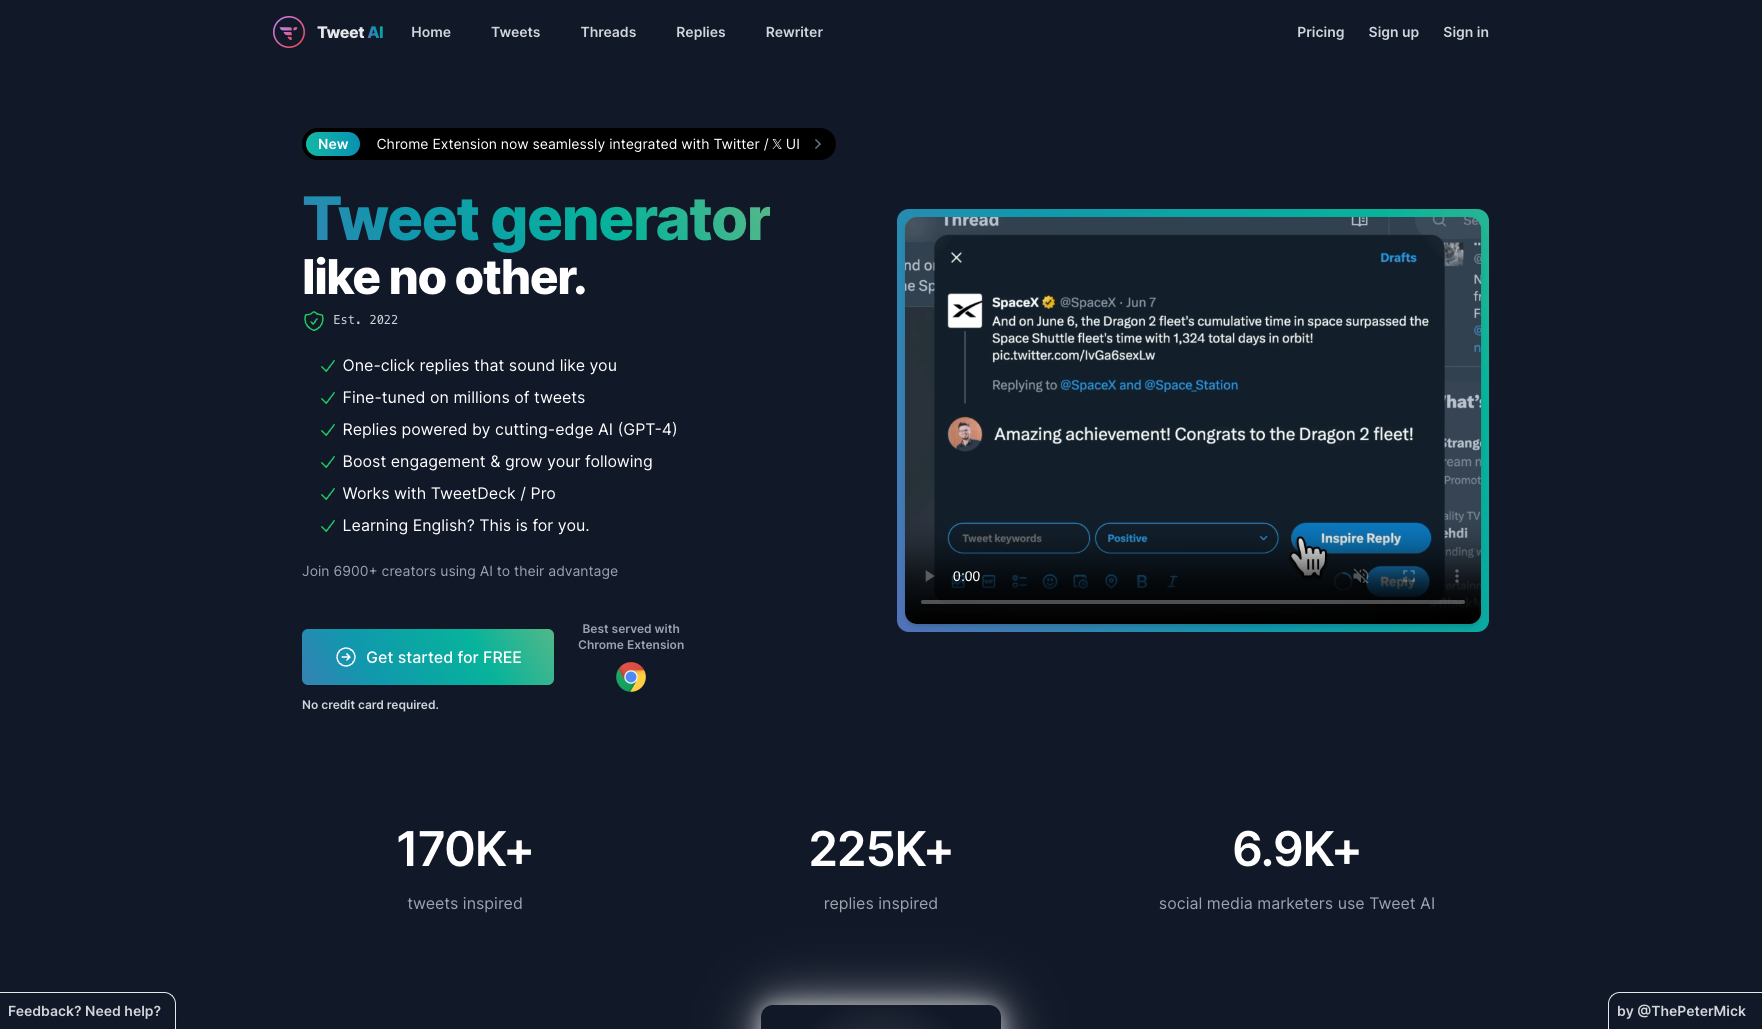 Tweet AI
Home
Tweets
Threads
Replies
Rewriter
Pricing
Sign up
Sign in
New
Chrome Extension now seamlessly integrated with Twitter / 𝕏 UI
Tweet generator
like no other.
Est. 2022
One-click replies that sound like you
Fine-tuned on millions of tweets
Replies powered by cutting-edge AI (GPT-4)
Boost engagement & grow your following
Works with TweetDeck / Pro
Learning English? This is for you.
Join 6900+ creators using AI to their advantage
Get started for FREE
No credit card required.
Best served with
Chrome Extension
Thread
Drafts
SpaceX @SpaceX · Jun 7
And on June 6, the Dragon 2 fleet's cumulative time in space surpassed the
Space Shuttle fleet's time with 1,324 total days in orbit!
pic.twitter.com/lvGa6sexLw
Replying to @SpaceX and @Space_Station
Amazing achievement! Congrats to the Dragon 2 fleet!
Tweet keywords
Positive
Inspire Reply
0:00
Reply
170K+
tweets inspired
225K+
replies inspired
6.9K+
social media marketers use Tweet AI
Feedback? Need help?
by @ThePeterMick